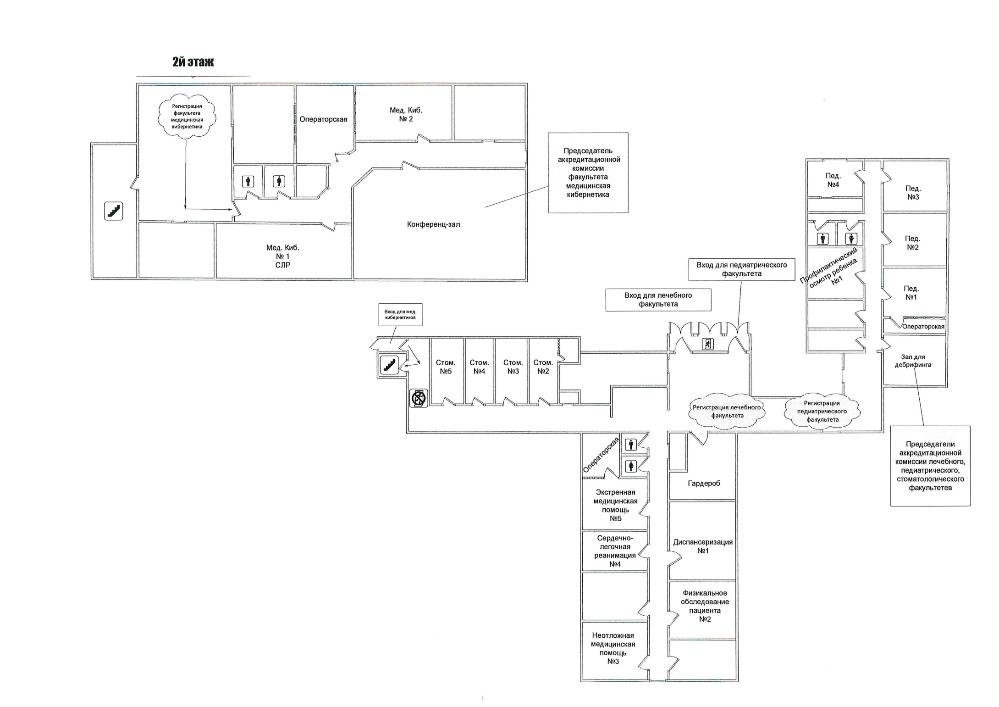 2й этаж
Регистрация
факультета
медицинская
кибернетика
Операторская
Мед. Киб.
№ 2
Председатель
аккредитационной
комиссии
факультета
медицинская
кибернетика
Конференц-зал
Мед. Киб.
№ 1
СЛР
Пед.
№4
Пед.
№3
Пед.
№2
Профилактический
осмотр ребенка
№1
Пед.
№1
Операторская
Зал для
дебрифинга
Вход для педиатрического
факультета
Вход для лечебного
факультета
Вход для мед.
кибернетиков
Стом.
№5
Стом.
№4
Стом.
№3
Стом.
№2
Регистрация лечебного
факультета
Регистрация
педиатрического
факультета
Председатели
аккредитационной
комиссии лечебного,
педиатрического,
стоматологического
факультетев
Операторская
Гардероб
Экстренная
медицинская
помощь
№5
Сердечно-
легочная
реанимация
№4
Диспансеризация
№1
Физикальное
обследование
пациента
№2
Неотложная
медицинская
помощь
№3